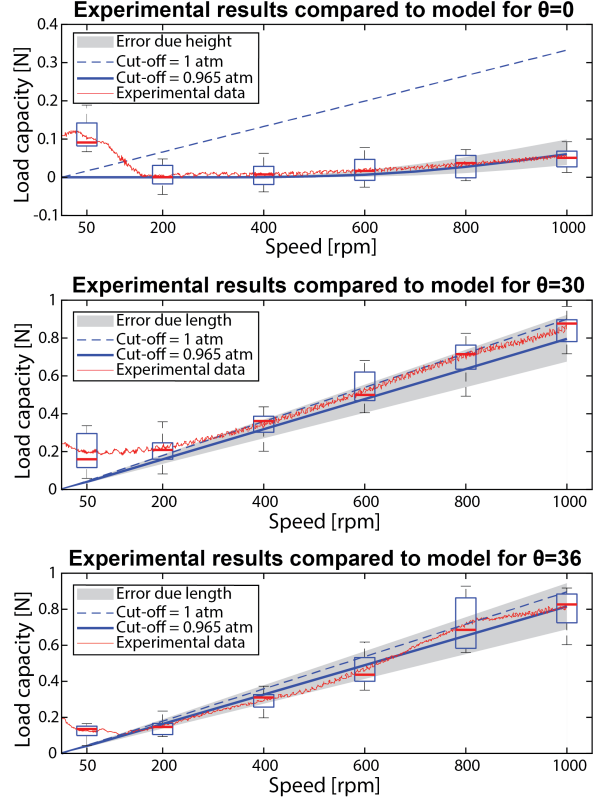 Experimental results compared to model for θ=0
0.4
0.3
0.2
0.1
0
-0.1
Load capacity [N]
Error due height
Cut-off = 1 atm
Cut-off = 0.965 atm
Experimental data
50 200 400 600 800 1000
Speed [rpm]
Experimental results compared to model for θ=30
1
0.8
0.6
0.4
0.2
0
Load capacity [N]
Error due length
Cut-off = 1 atm
Cut-off = 0.965 atm
Experimental data
50 200 400 600 800 1000
Speed [rpm]
Experimental results compared to model for θ=36
1
0.8
0.6
0.4
0.2
0
Load capacity [N]
Error due length
Cut-off = 1 atm
Cut-off = 0.965 atm
Experimental data
50 200 400 600 800 1000
Speed [rpm]